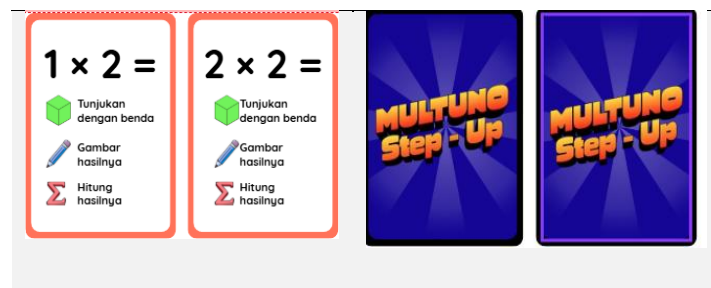 1 × 2 =
Tunjukan
dengan benda
Gambar
hasilnya
Σ Hitung
hasilnya
2 × 2 =
Tunjukan
dengan benda
Gambar
hasilnya
Σ Hitung
hasilnya
MULTUNO
Step - Up
MULTUNO
Step - Up